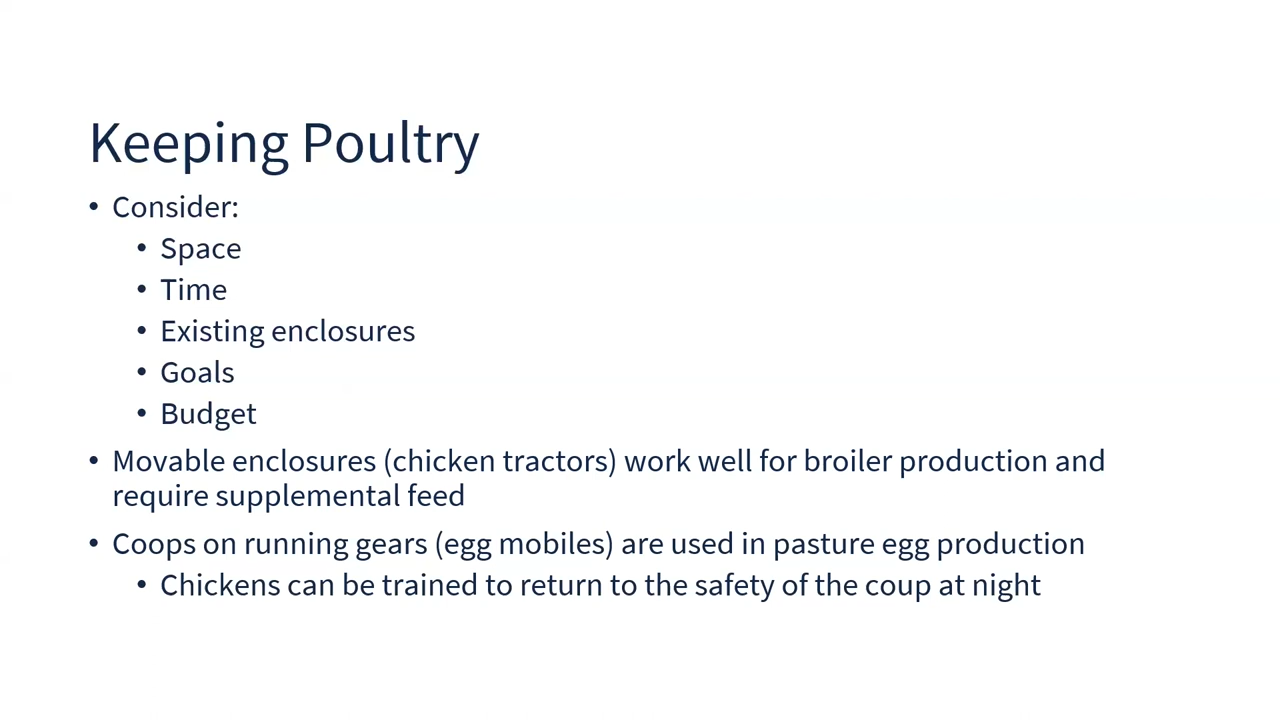 Keeping Poultry
• Consider:
• Space
• Time
• Existing enclosures
• Goals
• Budget
• Movable enclosures (chicken tractors) work well for broiler production and
require supplemental feed
• Coops on running gears (egg mobiles) are used in pasture egg production
• Chickens can be trained to return to the safety of the coup at night